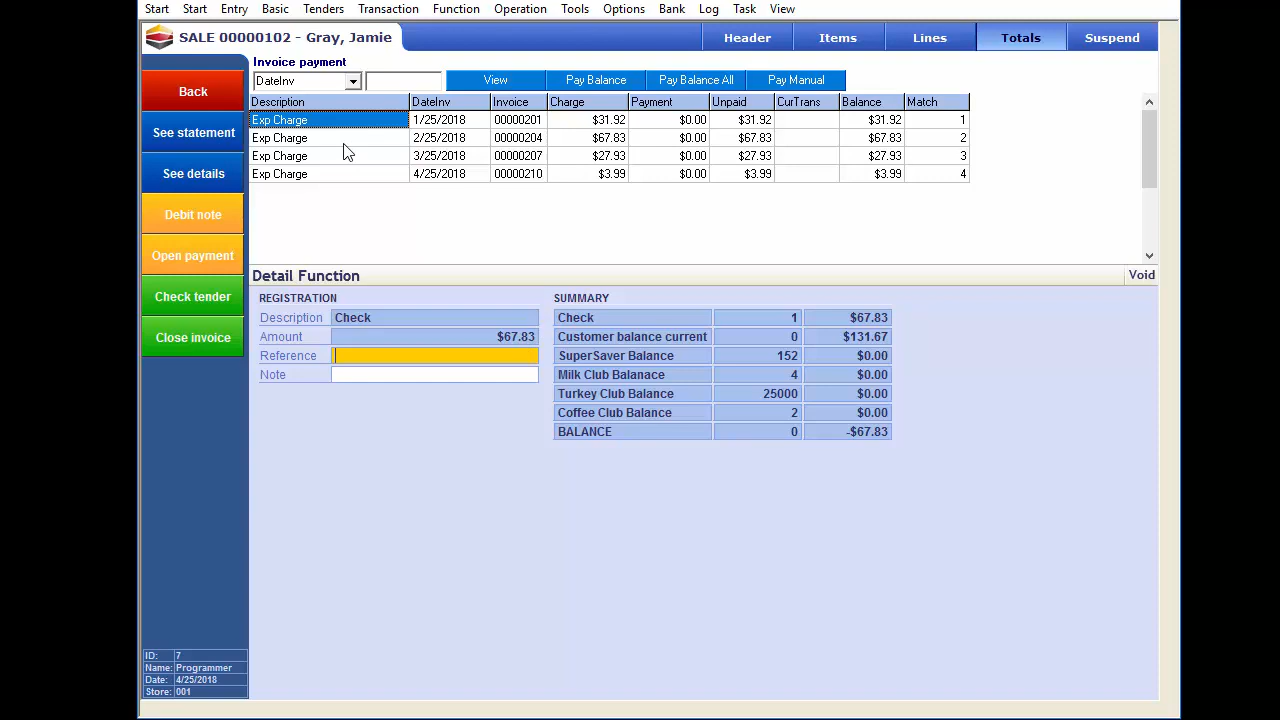 Start Start Entry Basic Tenders Transaction Function Operation Tools Options Bank Log Task View
SALE 00000102 - Gray, Jamie Header Items Lines Totals Suspend
Invoice payment
DateInv View Pay Balance Pay Balance All Pay Manual
Description DateInv Invoice Charge Payment Unpaid CurTrans Balance Match
Exp Charge 1/25/2018 00000201 $31.92 $0.00 $31.92 $31.92 1
Exp Charge 2/25/2018 00000204 $67.83 $0.00 $67.83 $67.83 2
Exp Charge 3/25/2018 00000207 $27.93 $0.00 $27.93 $27.93 3
Exp Charge 4/25/2018 00000210 $3.99 $0.00 $3.99 $3.99 4
Back
See statement
See details
Debit note
Open payment
Check tender
Close invoice
Detail Function Void
REGISTRATION
Description Check
Amount $67.83
Reference
Note
SUMMARY
Check 1 $67.83
Customer balance current 0 $131.67
SuperSaver Balance 152 $0.00
Milk Club Balanace 4 $0.00
Turkey Club Balance 25000 $0.00
Coffee Club Balance 2 $0.00
BALANCE 0 -$67.83
ID: 7
Name: Programmer
Date: 4/25/2018
Store: 001